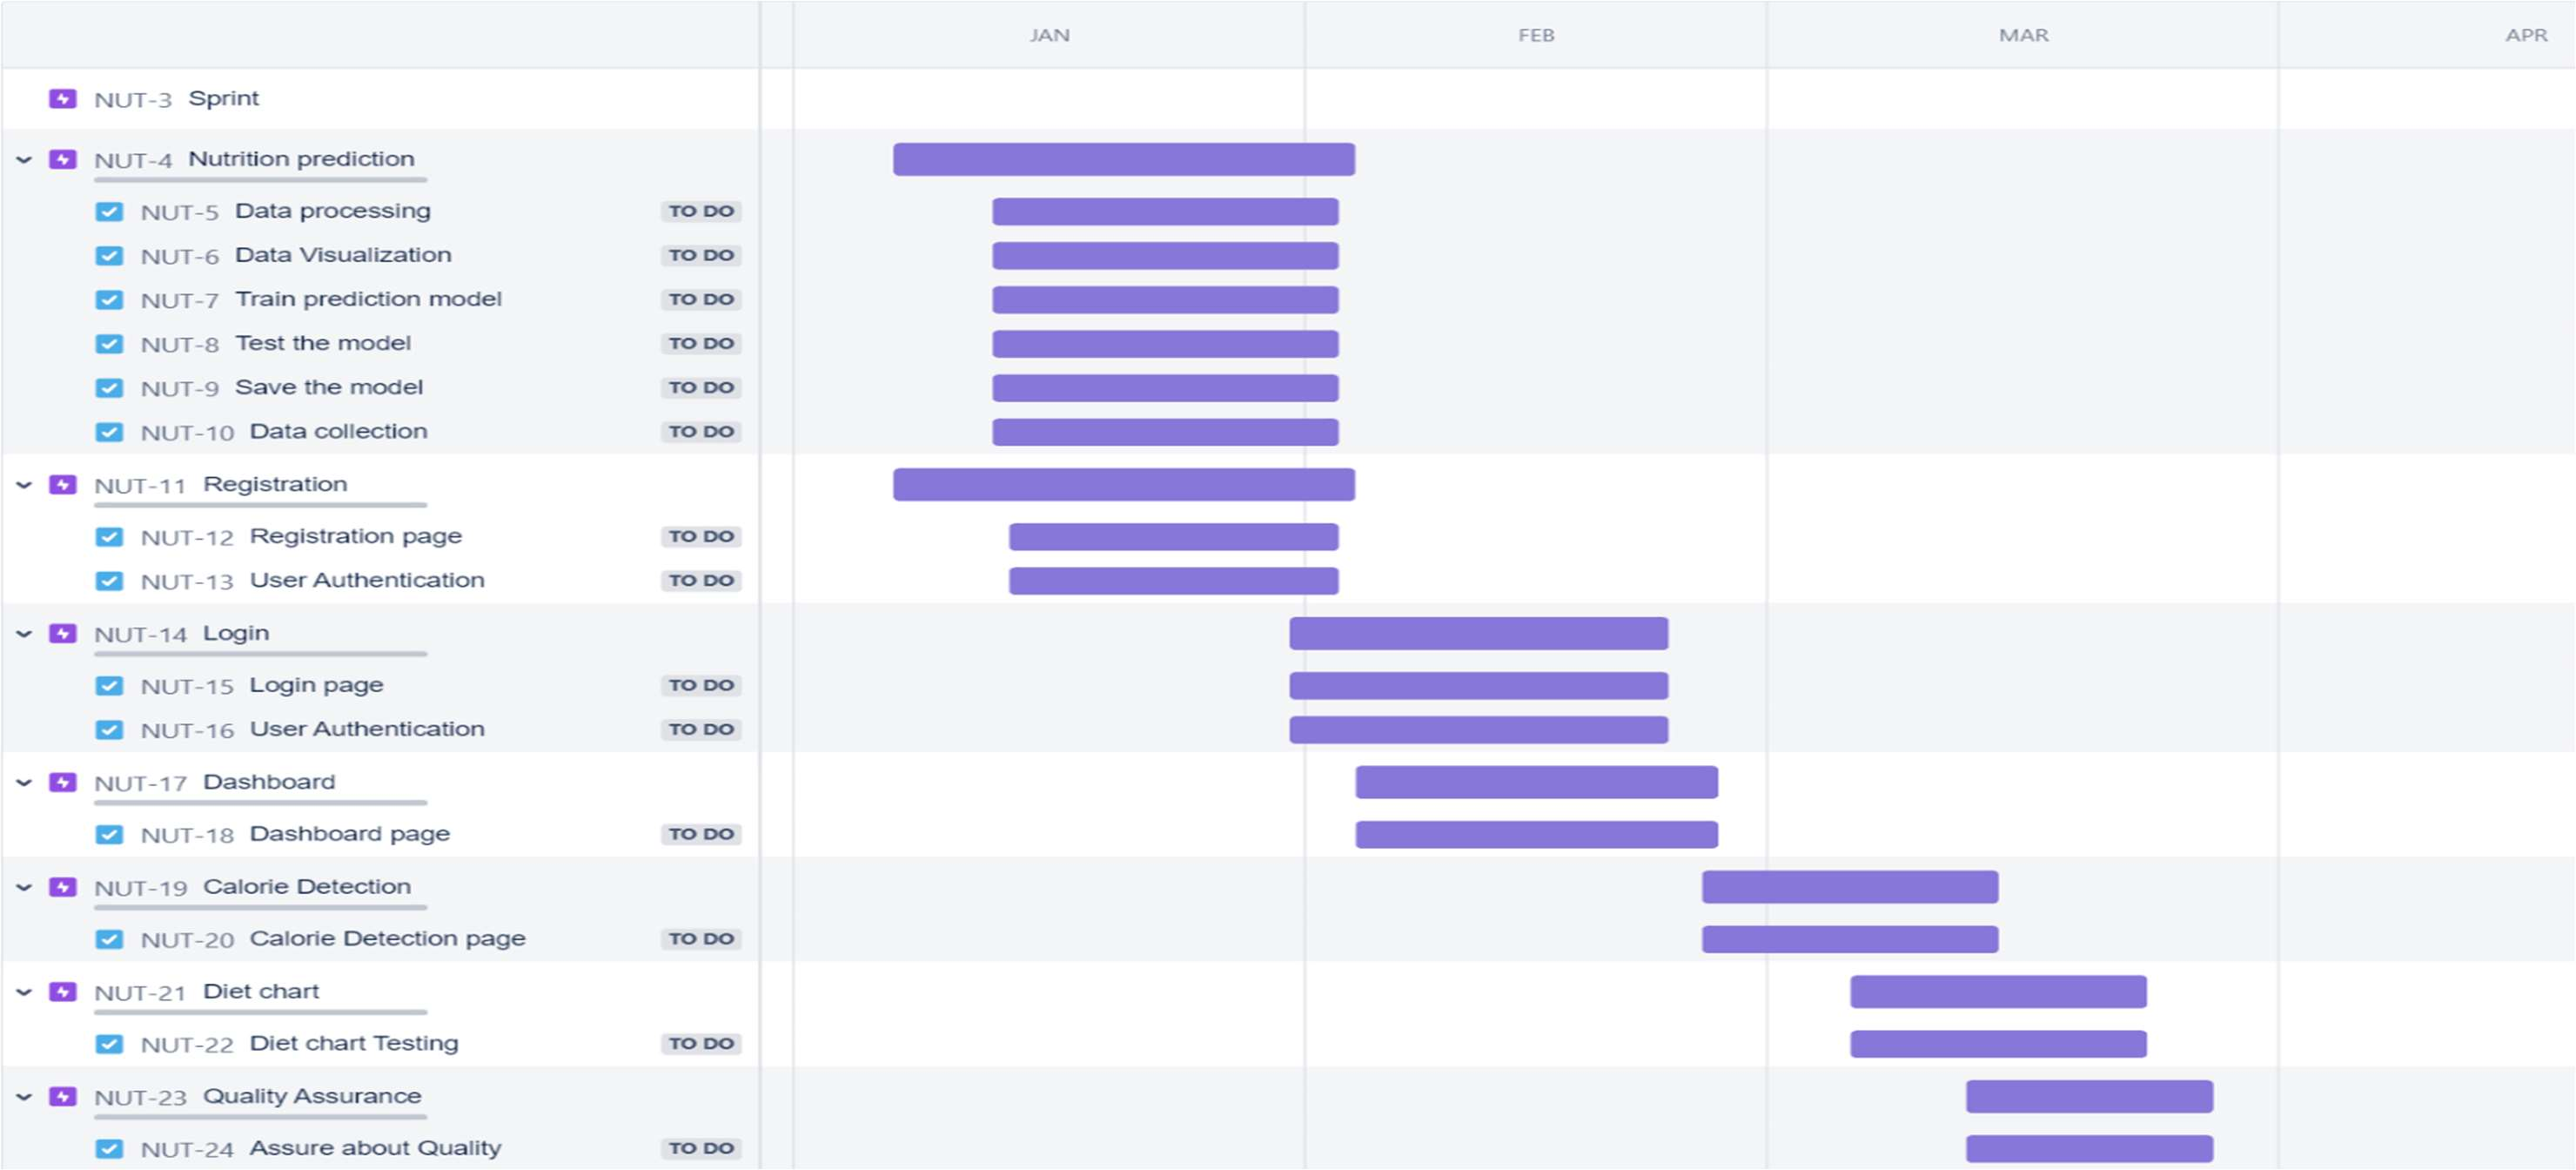 JAN FEB MAR APR
NUT-3 Sprint
NUT-4 Nutrition prediction
NUT-5 Data processing TO DO
NUT-6 Data Visualization TO DO
NUT-7 Train prediction model TO DO
NUT-8 Test the model TO DO
NUT-9 Save the model TO DO
NUT-10 Data collection TO DO
NUT-11 Registration
NUT-12 Registration page TO DO
NUT-13 User Authentication TO DO
NUT-14 Login
NUT-15 Login page TO DO
NUT-16 User Authentication TO DO
NUT-17 Dashboard
NUT-18 Dashboard page TO DO
NUT-19 Calorie Detection
NUT-20 Calorie Detection page TO DO
NUT-21 Diet chart
NUT-22 Diet chart Testing TO DO
NUT-23 Quality Assurance
NUT-24 Assure about Quality TO DO